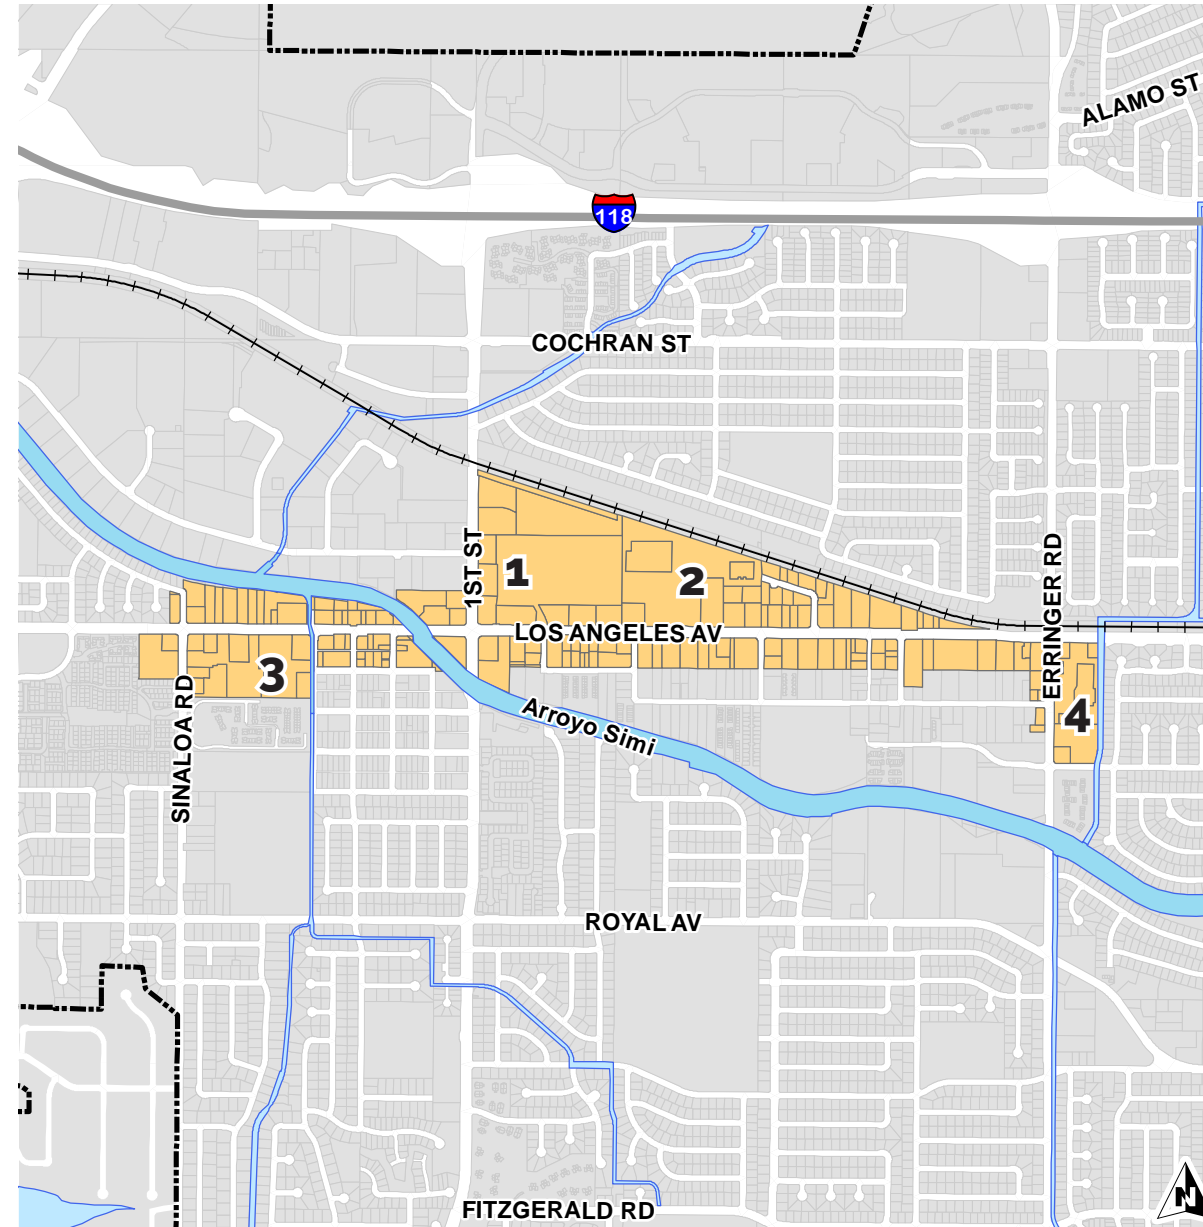 ALAMO ST
118
COCHRAN ST
1ST ST
1
2
ERRINGER RD
LOS ANGELES AV
3
SINALOA RD
Arroyo Simi
4
ROYAL AV
FITZGERALD RD
N